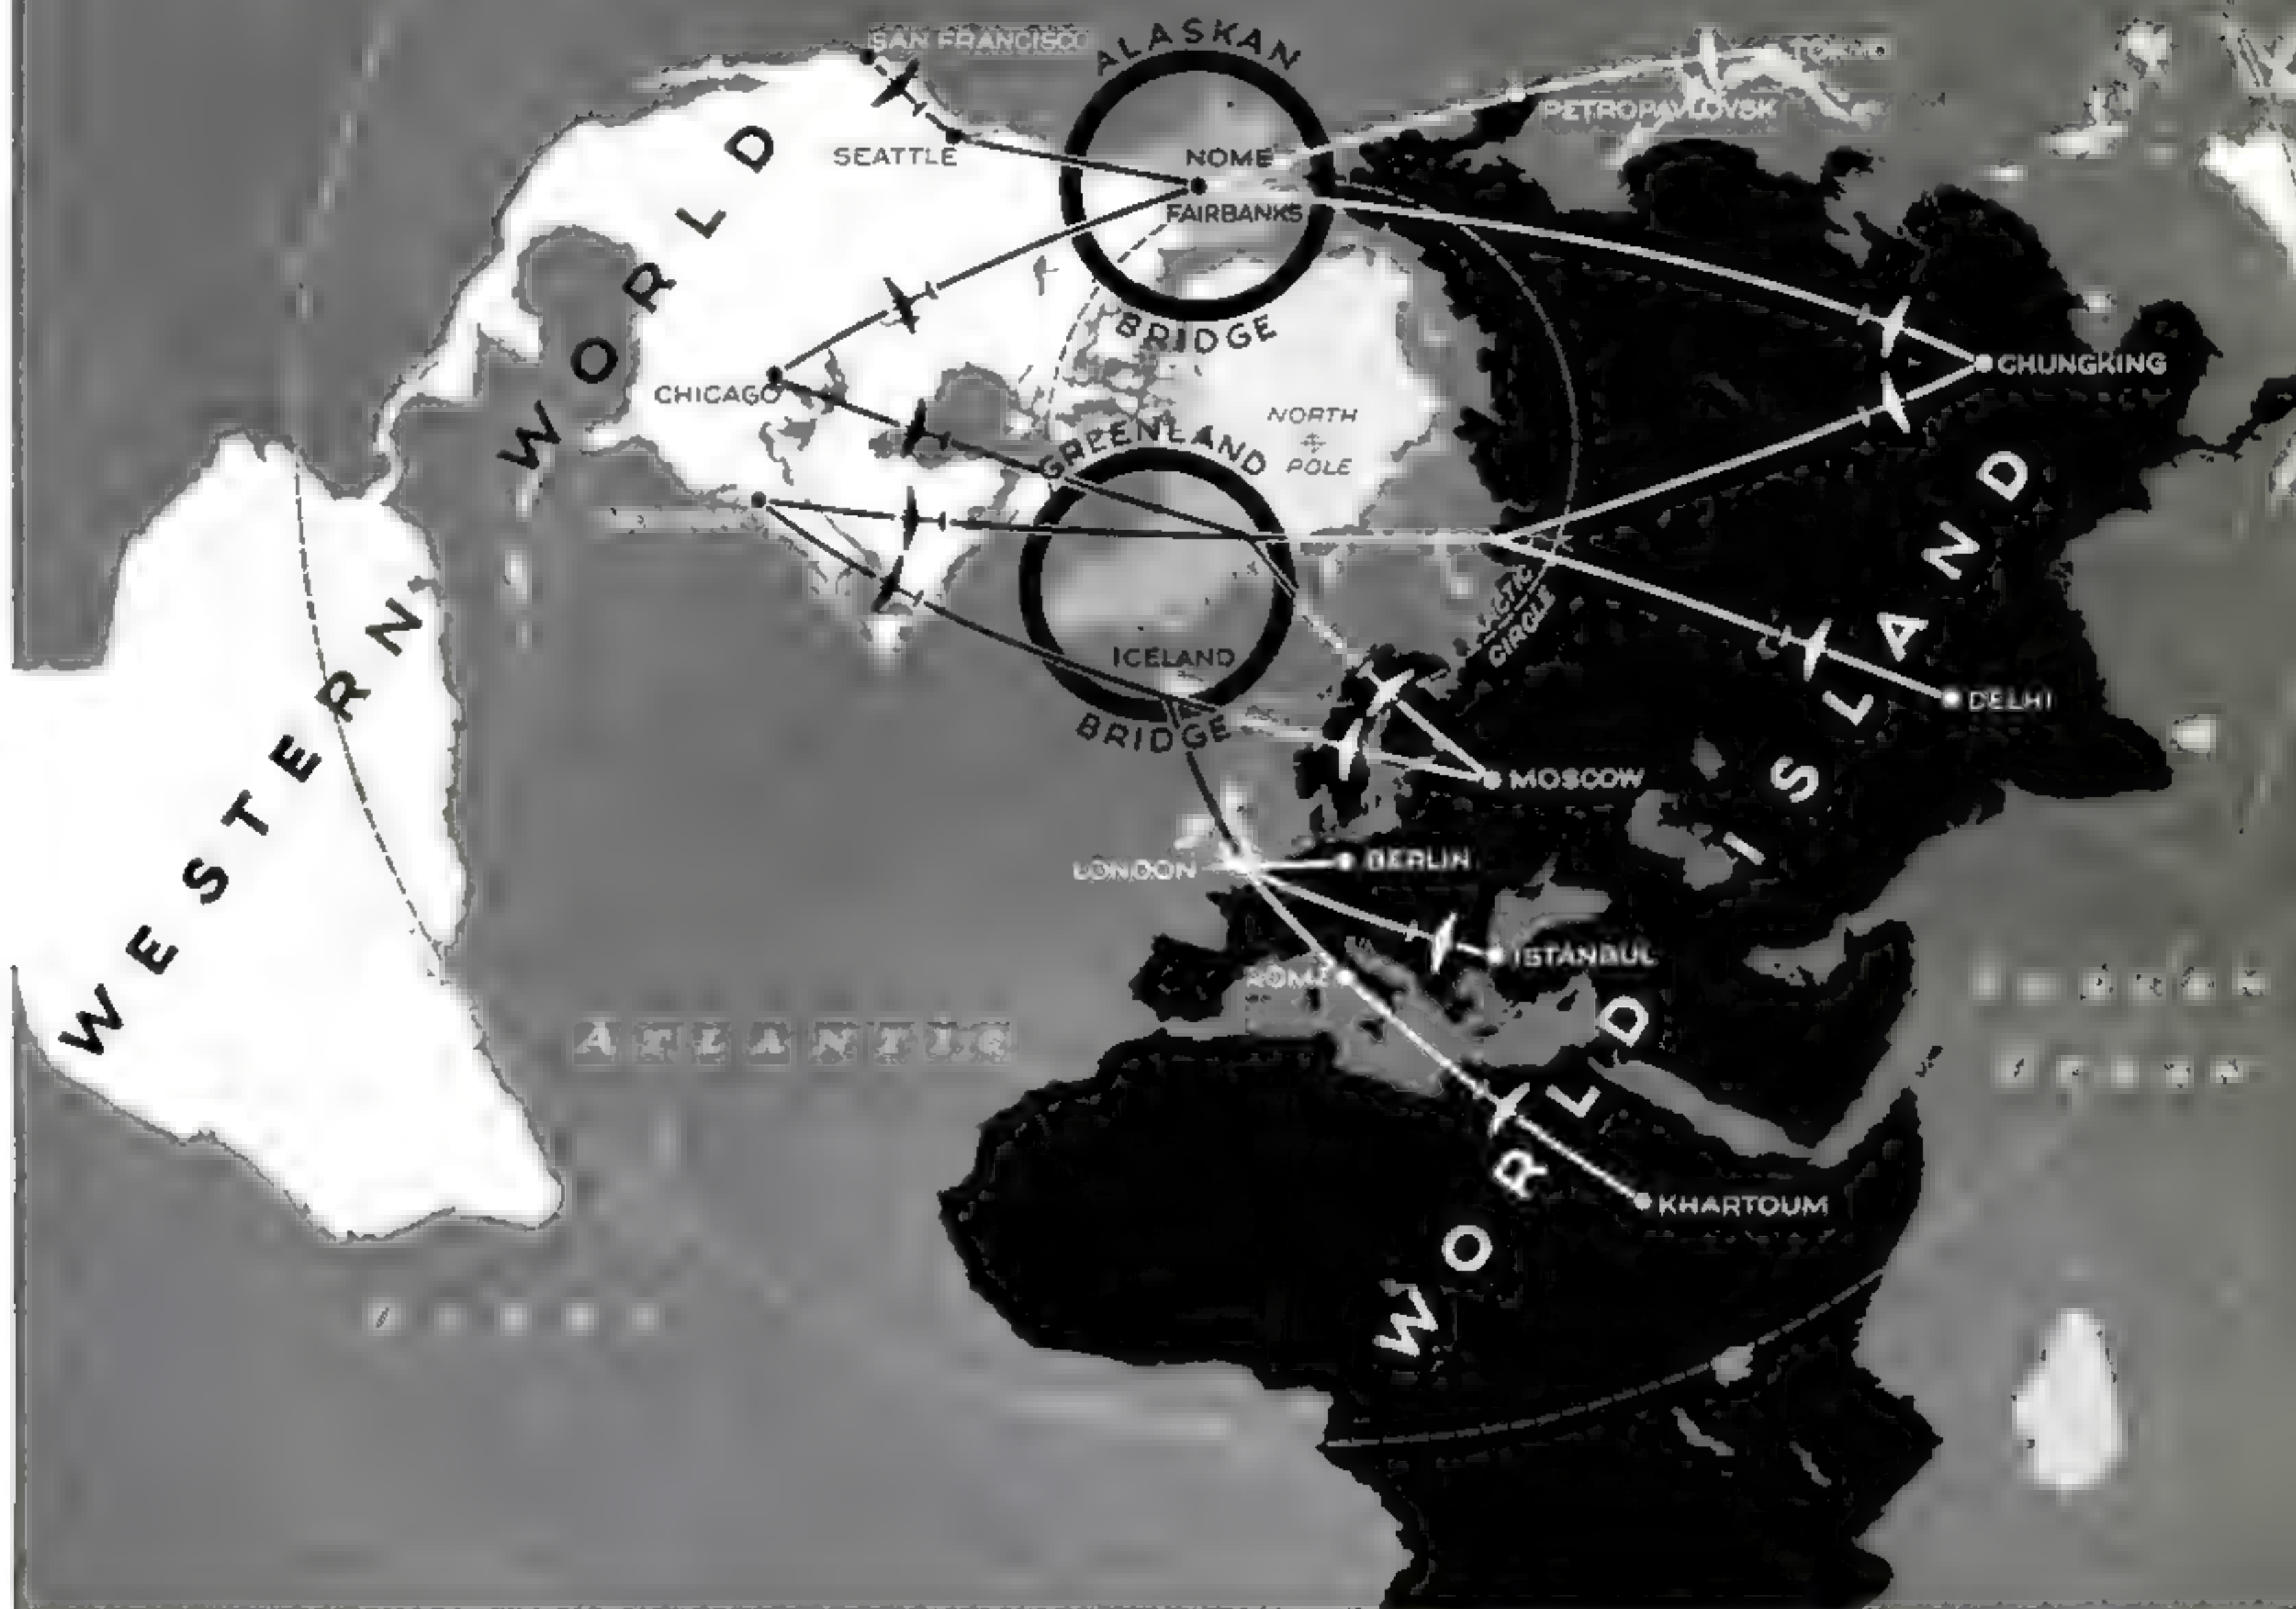 SAN FRANCISCO
ALASKAN
TOKYO
PETROPAVLOVSK
SEATTLE
NOME
FAIRBANKS
BRIDGE
CHICAGO
CHUNGKING
NORTH
POLE
GREENLAND
ARCTIC
CIRCLE
ICELAND
BRIDGE
DELHI
MOSCOW
LONDON
BERLIN
ISTANBUL
ROME
KHARTOUM
WESTERN WORLD
WORLD ISLAND
ATLANTIC